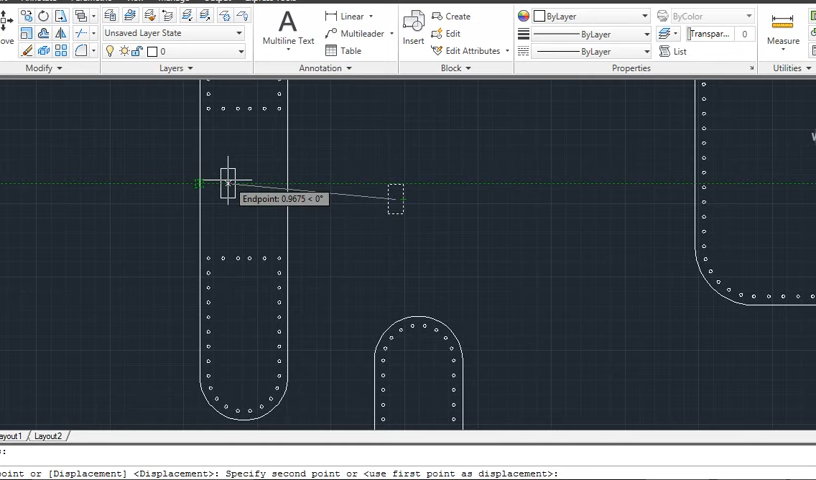 Linear
Create
ByLayer
ByColor
Unsaved Layer State
Multileader
Edit
ByLayer
Transpar...
0
Multiline Text
Insert
Measure
0
Table
Edit Attributes
ByLayer
List
Modify
Layers
Annotation
Block
Properties
Utilities
Endpoint: 0.9675 < 0°
ayout1
Layout2
:
point or [Displacement] <Displacement>: Specify second point or <use first point as displacement>: